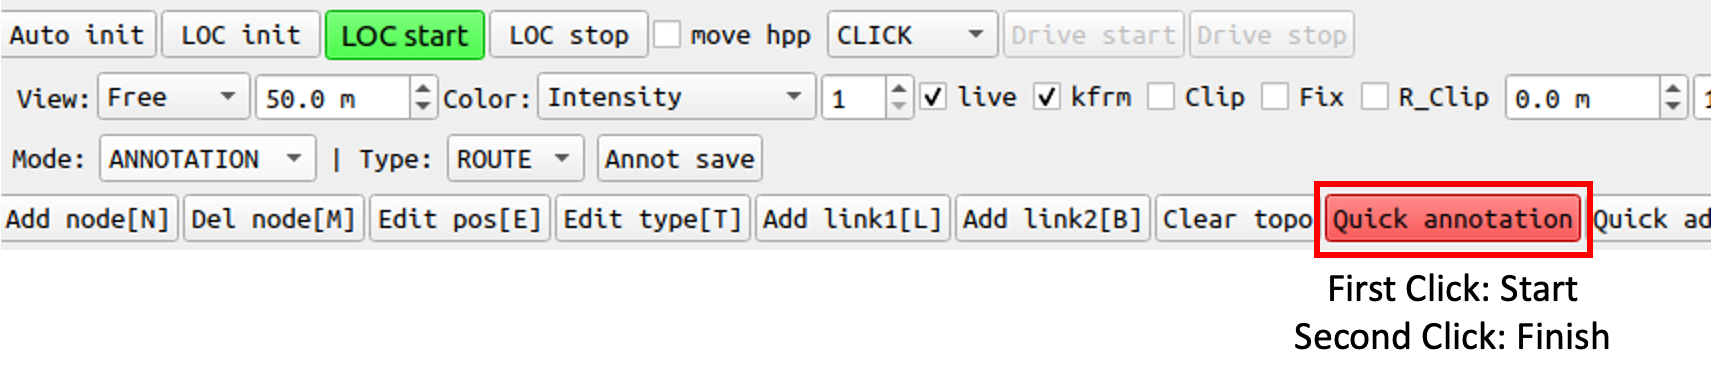 Auto init LOC init LOC start LOC stop move hpp CLICK Drive start Drive stop
View: Free 50.0 m Color: Intensity 1 live kfrm Clip Fix R_Clip 0.0 m
Mode: ANNOTATION | Type: ROUTE Annot save
Add node[N] Del node[M] Edit pos[E] Edit type[T] Add link1[L] Add link2[B] Clear topo Quick annotation Quick ad
First Click: Start
Second Click: Finish